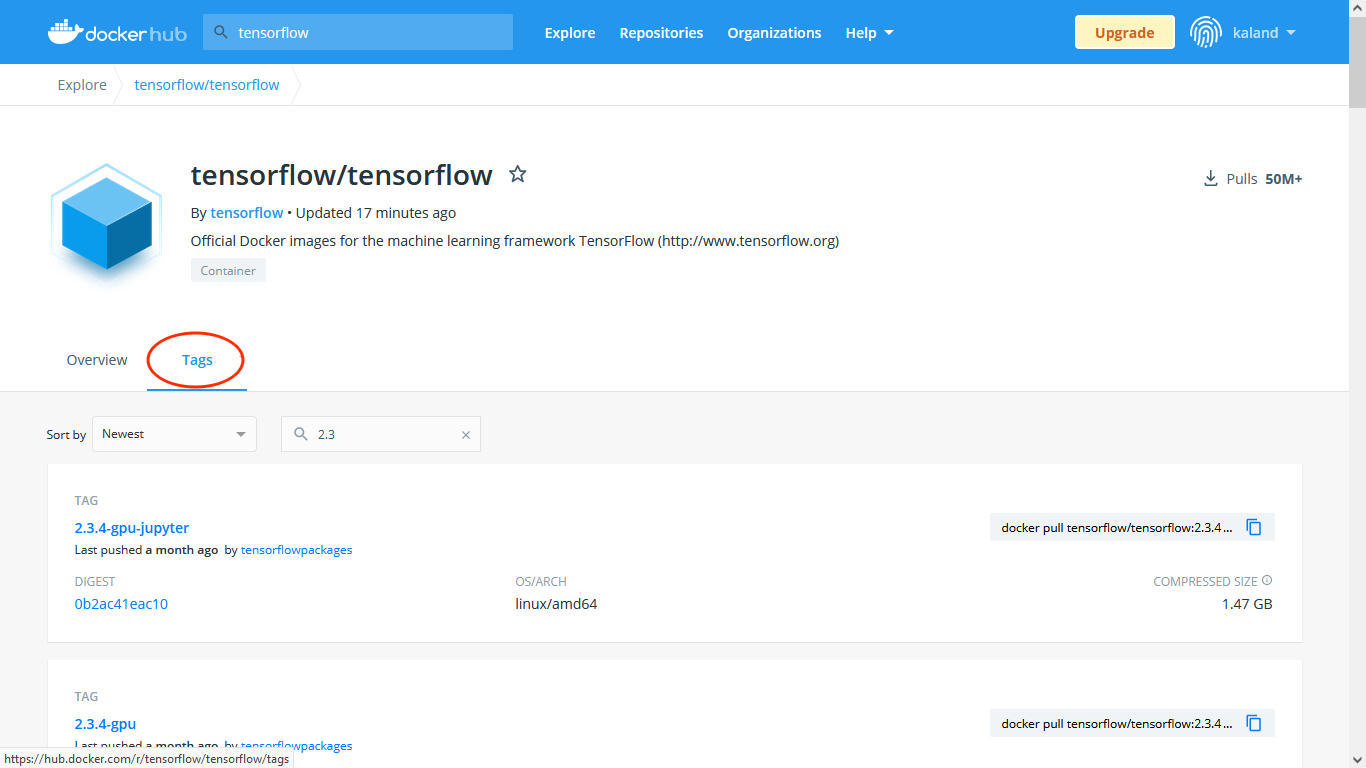 docker hub tensorflow Explore Repositories Organizations Help Upgrade kaland
Explore tensorflow/tensorflow
tensorflow/tensorflow
Pulls 50M+
By tensorflow • Updated 17 minutes ago
Official Docker images for the machine learning framework TensorFlow (http://www.tensorflow.org)
Container
Overview Tags
Sort by Newest 2.3
TAG
2.3.4-gpu-jupyter
docker pull tensorflow/tensorflow:2.3.4...
Last pushed a month ago by tensorflowpackages
DIGEST OS/ARCH COMPRESSED SIZE
0b2ac41eac10 linux/amd64 1.47 GB
TAG
2.3.4-gpu
docker pull tensorflow/tensorflow:2.3.4...
Last pushed a month ago by tensorflowpackages
https://hub.docker.com/r/tensorflow/tensorflow/tags